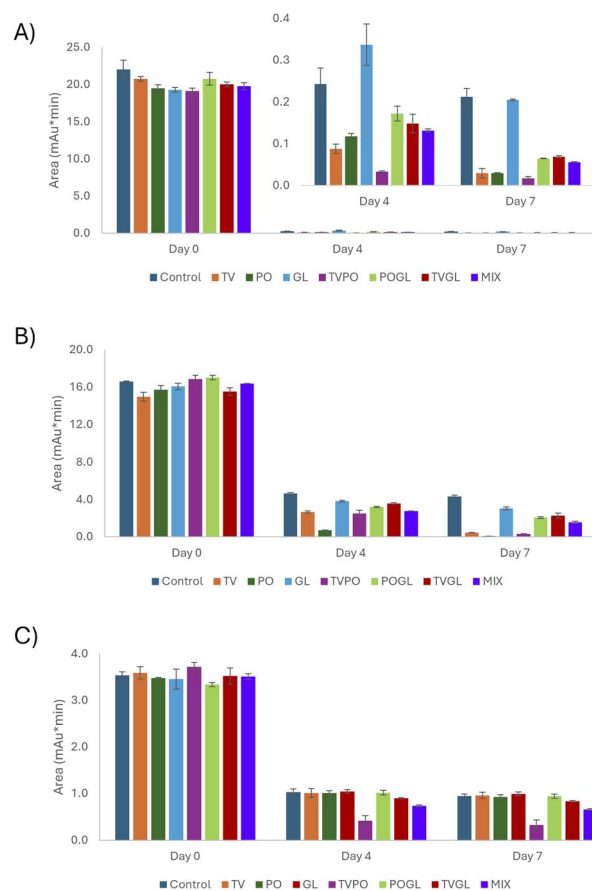 A)
25.0
20.0
15.0
10.0
5.0
0.0
Area (mAu*min)
0.4
0.3
0.2
0.1
0.0
Day 4 Day 7
Day 0 Day 4 Day 7
Control TV PO GL TVPO POGL TVGL MIX
B)
20.0
16.0
12.0
8.0
4.0
0.0
Area (mAu*min)
Day 0 Day 4 Day 7
Control TV PO GL TVPO POGL TVGL MIX
C)
4.0
3.0
2.0
1.0
0.0
Area (mAu*min)
Day 0 Day 4 Day 7
Control TV PO GL TVPO POGL TVGL MIX